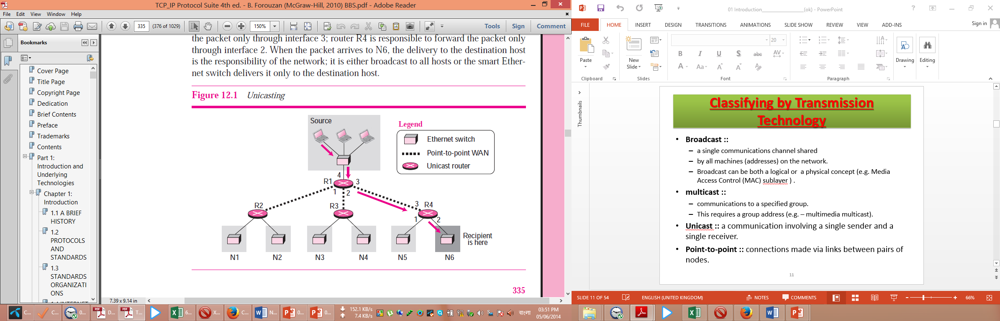 TCP_IP Protocol Suite 4th ed. - B. Forouzan (McGraw-Hill, 2010) BBS.pdf - Adobe Reader
File Edit View Window Help
335 (376 of 1029) 150% Tools Sign Comment
Bookmarks
Cover Page
Title Page
Copyright Page
Dedication
Brief Contents
Preface
Trademarks
Contents
Part 1:
Introduction and
Underlying
Technologies
Chapter 1:
Introduction
1.1 A BRIEF
HISTORY
1.2
PROTOCOLS
AND
STANDARDS
1.3
STANDARDS
ORGANIZATI
ONS
1.4 INTERNET
the packet only through interface 3; router R4 is responsible to forward the packet only
through interface 2. When the packet arrives to N6, the delivery to the destination host
is the responsibility of the network; it is either broadcast to all hosts or the smart Ether-
net switch delivers it only to the destination host.
Figure 12.1 Unicasting
Source
Legend
Ethernet switch
Point-to-point WAN
Unicast router
4
R1 3
1 2
R2 R3 3 R4
1 2
Recipient
is here
N1 N2 N3 N4 N5 N6
335
7.39 x 9.14 in
C... C... 0... D... T... 6... X... C... N... 0... 0...
152.1 KB/s
7.4 KB/s
বাংলা
03:51 PM
05/06/2014
01 Introduction__________________(ok) - PowerPoint
FILE HOME INSERT DESIGN TRANSITIONS ANIMATIONS SLIDE SHOW REVIEW VIEW ADD-INS Sign in
20
B I U S abc AV
A Aa A A A
Paste New
Slide Drawing Editing
Clipboard Slides Font Paragraph
Thumbnails
Classifying by Transmission
Technology
• Broadcast ::
– a single communications channel shared
– by all machines (addresses) on the network.
– Broadcast can be both a logical or a physical concept (e.g. Media
Access Control (MAC) sublayer ) .
• multicast ::
– communications to a specified group.
– This requires a group address (e.g. – multimedia multicast).
• Unicast :: a communication involving a single sender and a
single receiver.
• Point-to-point :: connections made via links between pairs of
nodes.
11
SLIDE 11 OF 54 ENGLISH (UNITED KINGDOM) NOTES COMMENTS 66%